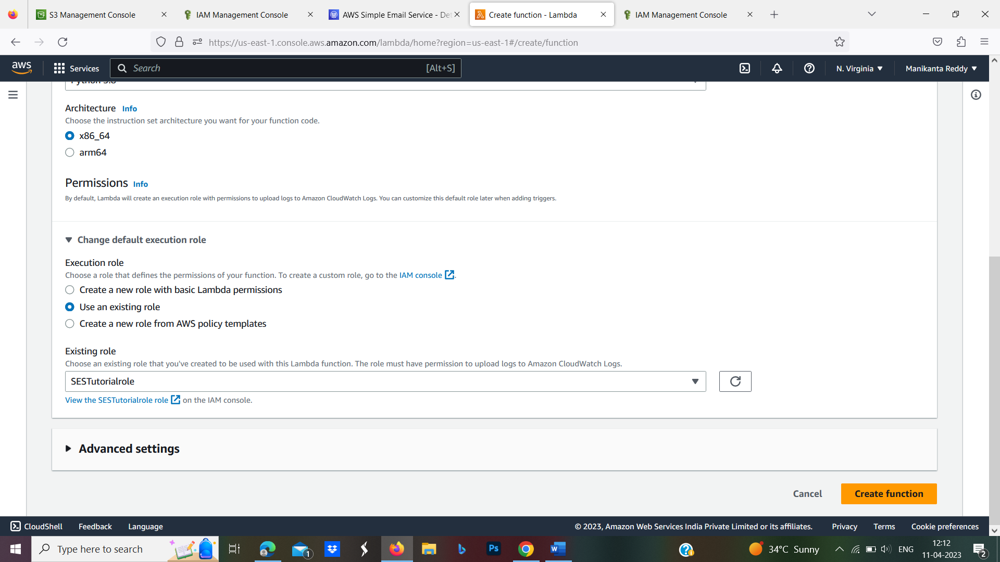 S3 Management Console
IAM Management Console
AWS Simple Email Service - Det
Create function - Lambda
IAM Management Console
https://us-east-1.console.aws.amazon.com/lambda/home?region=us-east-1#/create/function
aws
Services
Search
[Alt+S]
N. Virginia
Manikanta Reddy
Python 3.8
Architecture Info
Choose the instruction set architecture you want for your function code.
x86_64
arm64
Permissions Info
By default, Lambda will create an execution role with permissions to upload logs to Amazon CloudWatch Logs. You can customize this default role later when adding triggers.
Change default execution role
Execution role
Choose a role that defines the permissions of your function. To create a custom role, go to the IAM console.
Create a new role with basic Lambda permissions
Use an existing role
Create a new role from AWS policy templates
Existing role
Choose an existing role that you've created to be used with this Lambda function. The role must have permission to upload logs to Amazon CloudWatch Logs.
SESTutorialrole
View the SESTutorialrole role on the IAM console.
Advanced settings
Cancel
Create function
CloudShell
Feedback
Language
© 2023, Amazon Web Services India Private Limited or its affiliates.
Privacy
Terms
Cookie preferences
Type here to search
1
Ps
34°C Sunny
ENG
12:12
11-04-2023
2